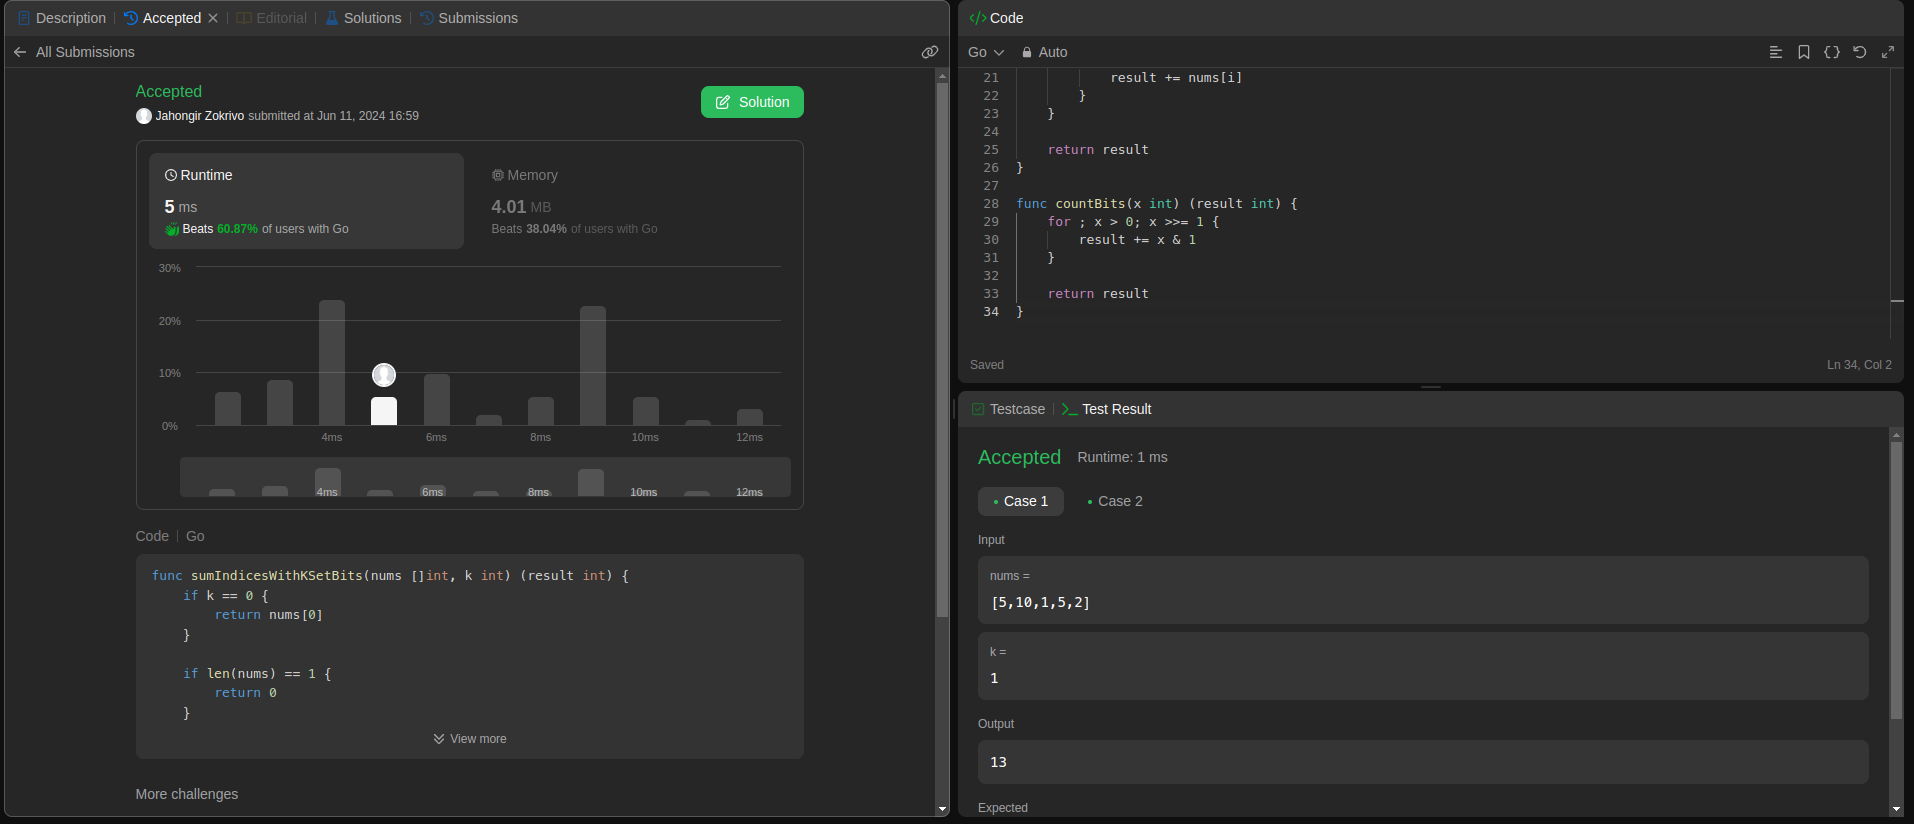 Description
Accepted
Editorial
Solutions
Submissions
All Submissions
Accepted
Jahongir Zokrivo submitted at Jun 11, 2024 16:59
Solution
Runtime
5 ms
Beats 60.87% of users with Go
Memory
4.01 MB
Beats 38.04% of users with Go
30%
20%
10%
0%
4ms 6ms 8ms 10ms 12ms
4ms 6ms 8ms 10ms 12ms
Code | Go
func sumIndicesWithKSetBits(nums []int, k int) (result int) {
    if k == 0 {
        return nums[0]
    }

    if len(nums) == 1 {
        return 0
    }
View more
More challenges
</> Code
Go
Auto
21             result += nums[i]
22         }
23     }
24
25     return result
26 }
27
28 func countBits(x int) (result int) {
29     for ; x > 0; x >>= 1 {
30         result += x & 1
31     }
32
33     return result
34 }
Saved
Ln 34, Col 2
Testcase
Test Result
Accepted
Runtime: 1 ms
Case 1
Case 2
Input
nums =
[5,10,1,5,2]
k =
1
Output
13
Expected